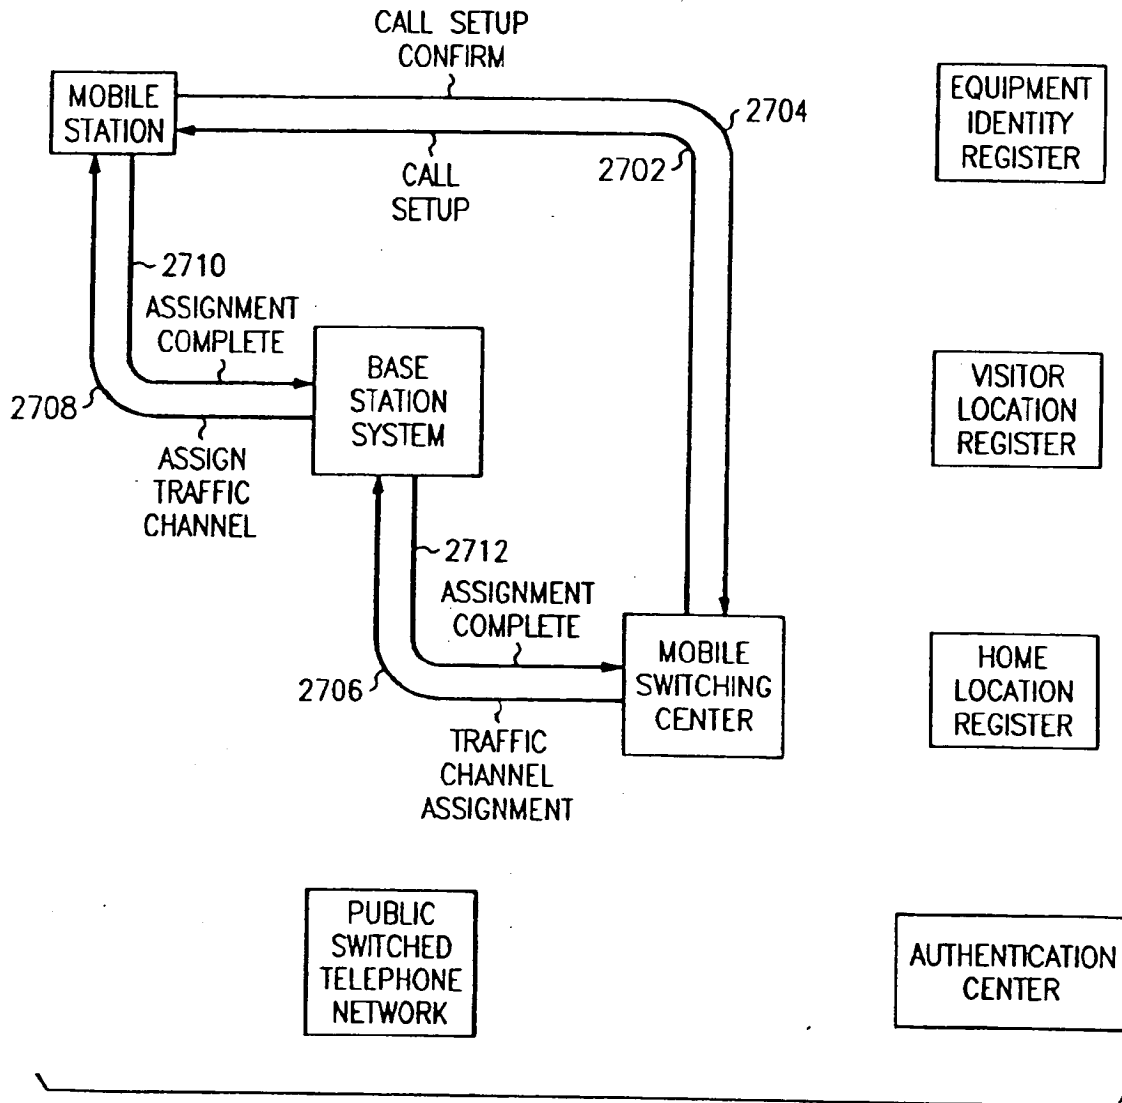 CALL SETUP
CONFIRM
MOBILE
STATION
2704
EQUIPMENT
IDENTITY
REGISTER
2702
CALL
SETUP
2710
ASSIGNMENT
COMPLETE
BASE
STATION
SYSTEM
VISITOR
LOCATION
REGISTER
2708
ASSIGN
TRAFFIC
CHANNEL
2712
ASSIGNMENT
COMPLETE
MOBILE
SWITCHING
CENTER
HOME
LOCATION
REGISTER
2706
TRAFFIC
CHANNEL
ASSIGNMENT
PUBLIC
SWITCHED
TELEPHONE
NETWORK
AUTHENTICATION
CENTER